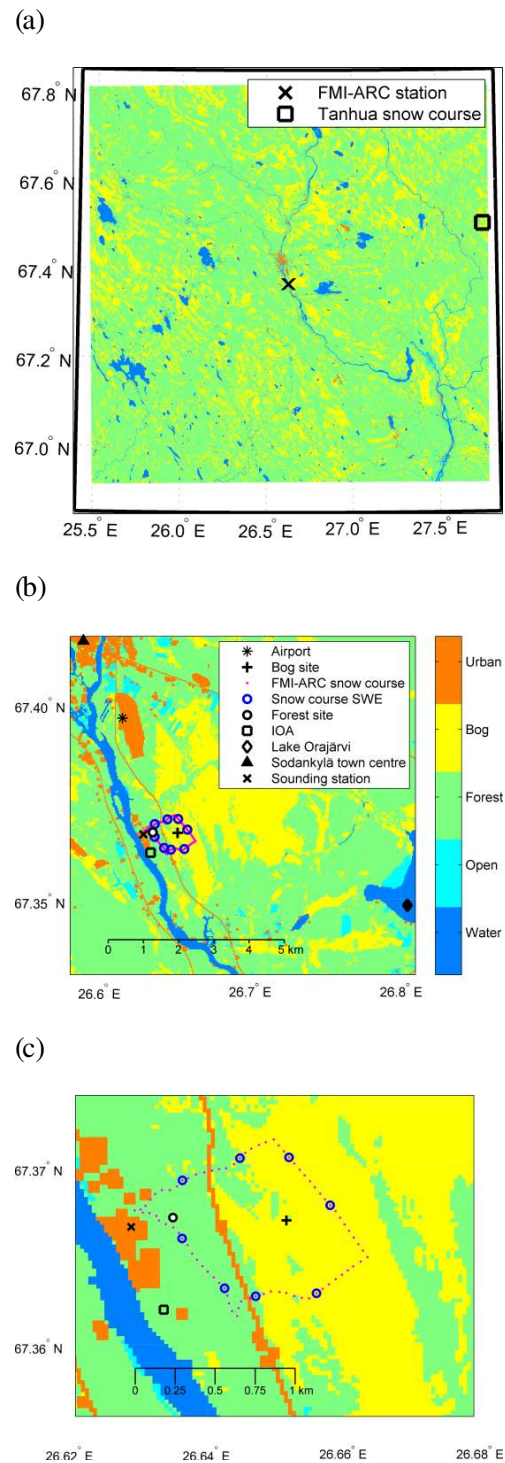 (a)
67.8° N
67.6° N
67.4° N
67.2° N
67.0° N
FMI-ARC station
Tanhua snow course
25.5° E
26.0° E
26.5° E
27.0° E
27.5° E
(b)
67.40° N
67.35° N
Airport
Bog site
FMI-ARC snow course
Snow course SWE
Forest site
IOA
Lake Orajärvi
Sodankylä town centre
Sounding station
0 1 2 3 4 5 km
26.6° E
26.7° E
26.8° E
Urban
Bog
Forest
Open
Water
(c)
67.37° N
67.36° N
0 0.25 0.5 0.75 1 km
26.62° E
26.64° E
26.66° E
26.68° E